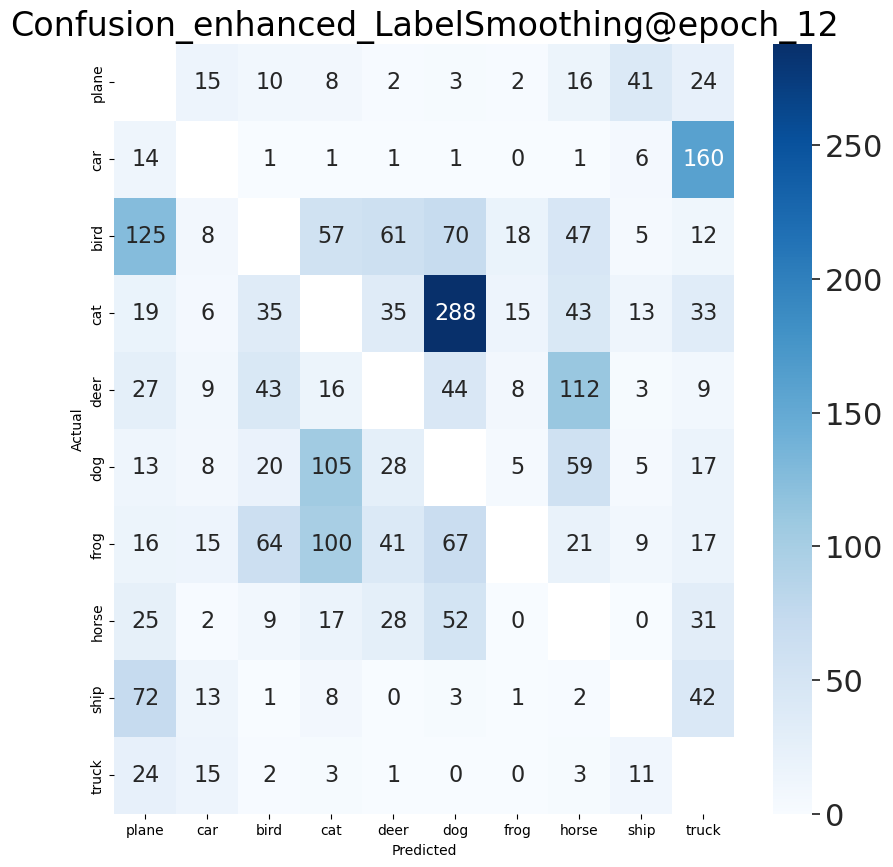 Confusion_enhanced_LabelSmoothing@epoch_12
plane 15 10 8 2 3 2 16 41 24
car 14 1 1 1 1 0 1 6 160
bird 125 8 57 61 70 18 47 5 12
cat 19 6 35 35 288 15 43 13 33
deer 27 9 43 16 44 8 112 3 9
Actual
dog 13 8 20 105 28 5 59 5 17
frog 16 15 64 100 41 67 21 9 17
horse 25 2 9 17 28 52 0 0 31
ship 72 13 1 8 0 3 1 2 42
truck 24 15 2 3 1 0 0 3 11
plane car bird cat deer dog frog horse ship truck
Predicted
250
200
150
100
50
0